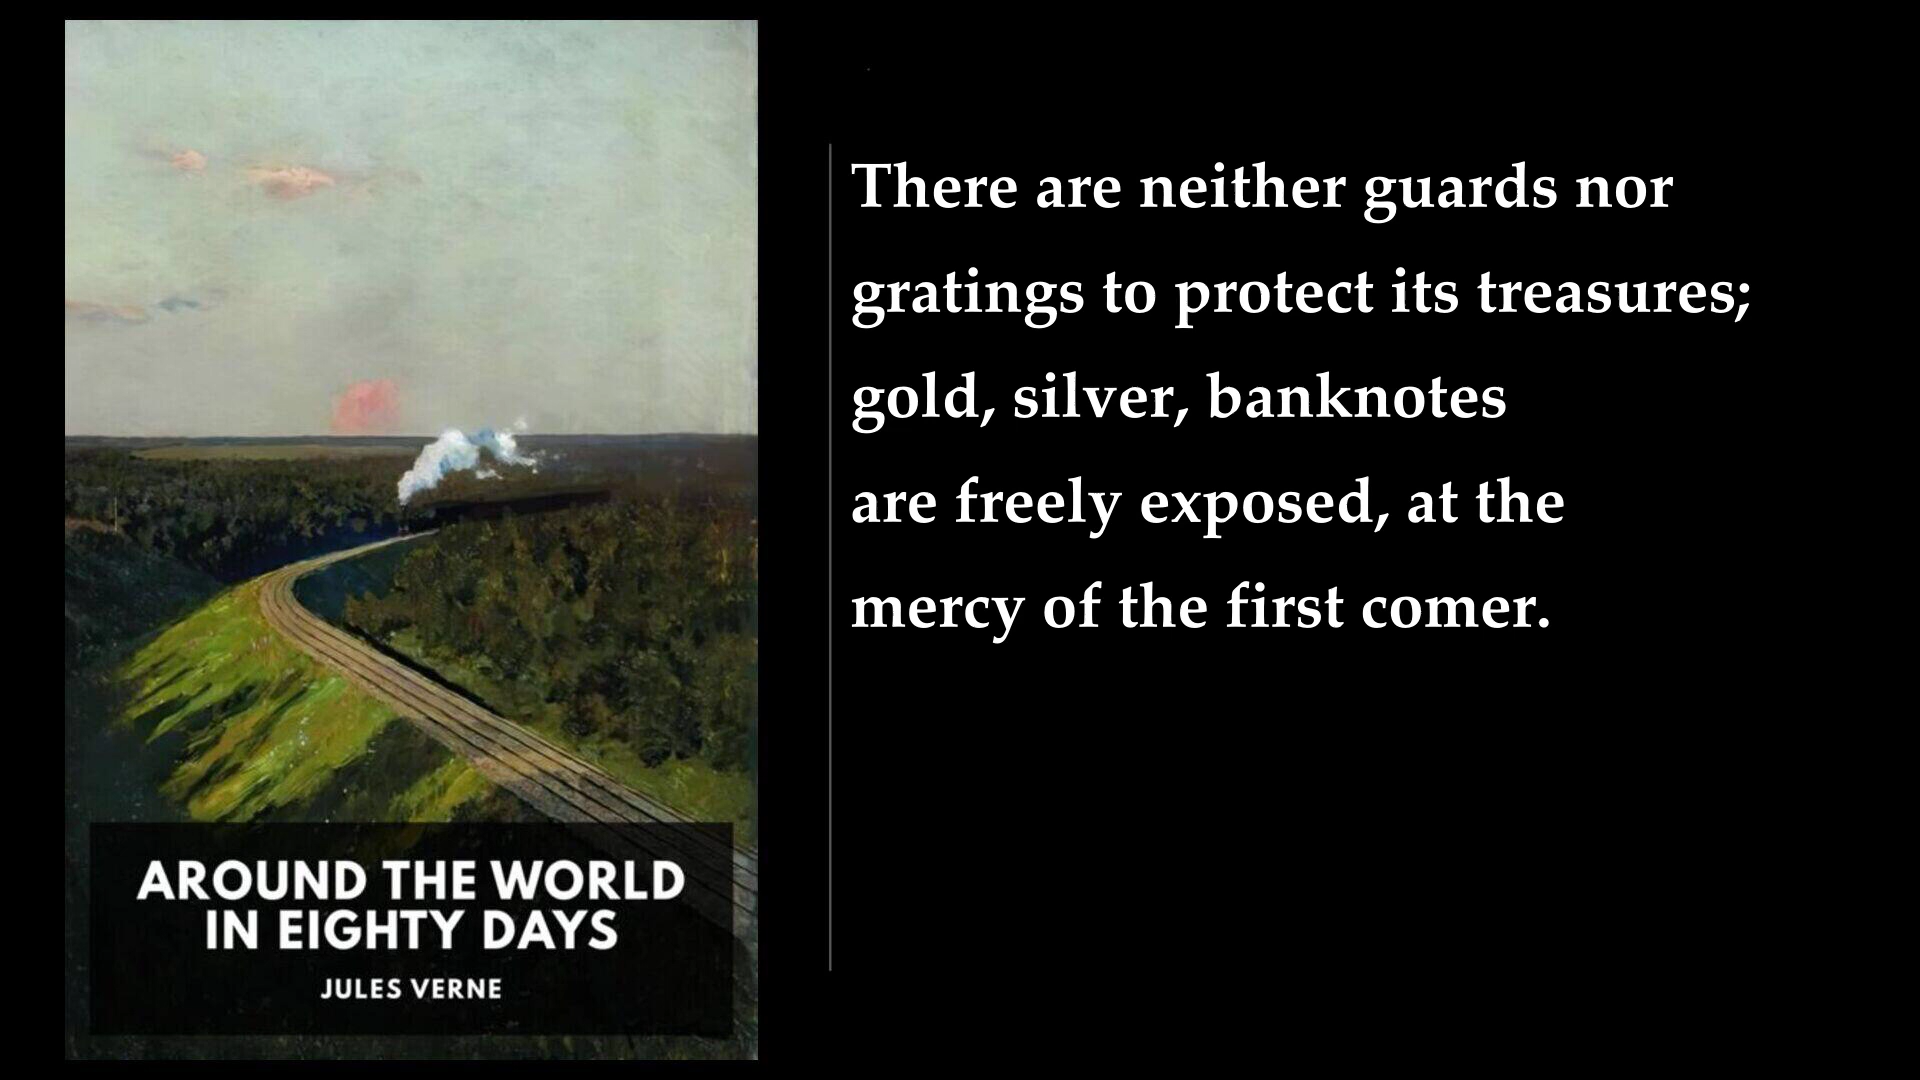 There are neither guards nor
gratings to protect its treasures;
gold, silver, banknotes
are freely exposed, at the
mercy of the first comer.
AROUND THE WORLD
IN EIGHTY DAYS
JULES VERNE